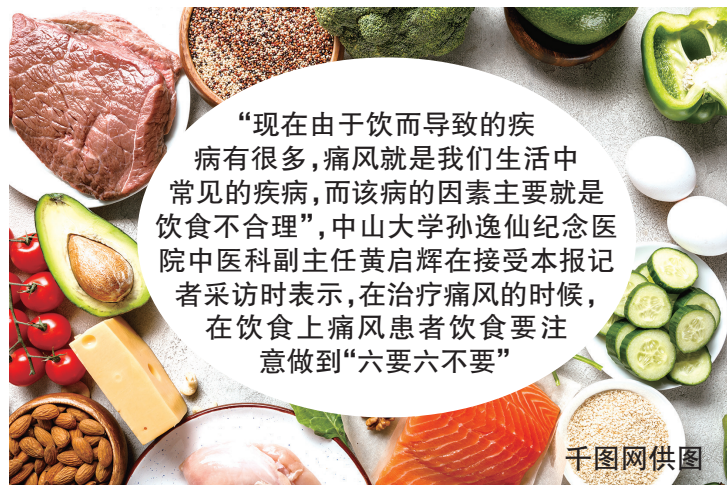 “现在由于饮而导致的疾
病有很多,痛风就是我们生活中
常见的疾病,而该病的因素主要就是
饮食不合理”,中山大学孙逸仙纪念医
院中医科副主任黄启辉在接受本报记
者采访时表示,在治疗痛风的时候,
在饮食上痛风患者饮食要注
意做到“六要六不要”
千图网供图